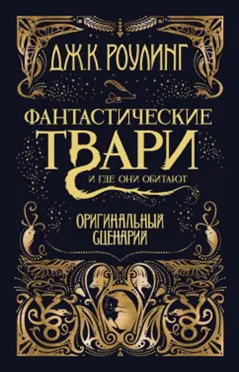 ДЖ.К. РОУЛИНГ
ФАНТАСТИЧЕСКИЕ
ТВАРИ
И ГДЕ ОНИ ОБИТАЮТ
ОРИГИНАЛЬНЫЙ
СЦЕНАРИЙ